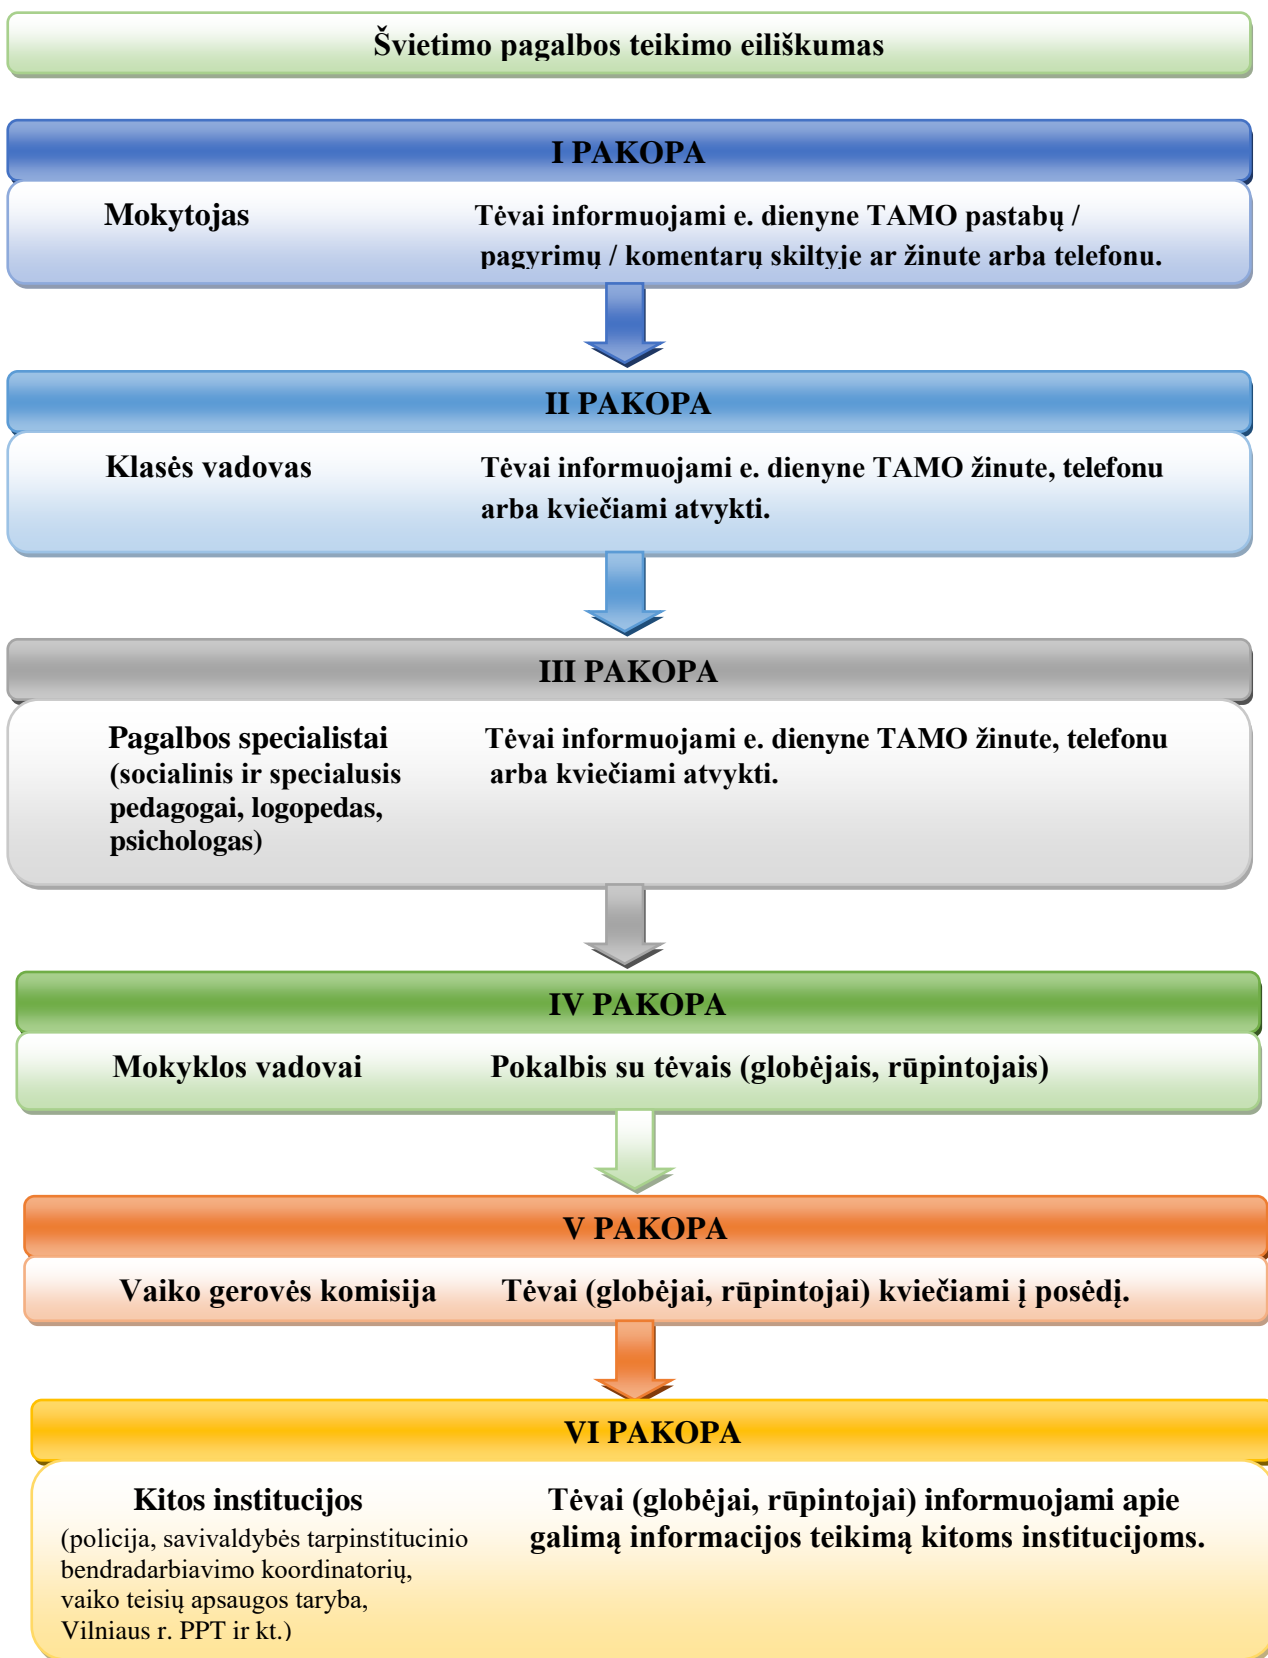 Švietimo pagalbos teikimo eiliškumas
I PAKOPA
Mokytojas
Tėvai informuojami e. dienyne TAMO pastabų /
pagyrimų / komentarų skiltyje ar žinute arba telefonu.
II PAKOPA
Klasės vadovas
Tėvai informuojami e. dienyne TAMO žinute, telefonu
arba kviečiami atvykti.
III PAKOPA
Pagalbos specialistai
(socialinis ir specialusis
pedagogai, logopedas,
psichologas)
Tėvai informuojami e. dienyne TAMO žinute, telefonu
arba kviečiami atvykti.
IV PAKOPA
Mokyklos vadovai
Pokalbis su tėvais (globėjais, rūpintojais)
V PAKOPA
Vaiko gerovės komisija
Tėvai (globėjai, rūpintojai) kviečiami į posėdį.
VI PAKOPA
Kitos institucijos
(policija, savivaldybės tarpinstitucinio
bendradarbiavimo koordinatorių,
vaiko teisių apsaugos taryba,
Vilniaus r. PPT ir kt.)
Tėvai (globėjai, rūpintojai) informuojami apie
galimą informacijos teikimą kitoms institucijoms.